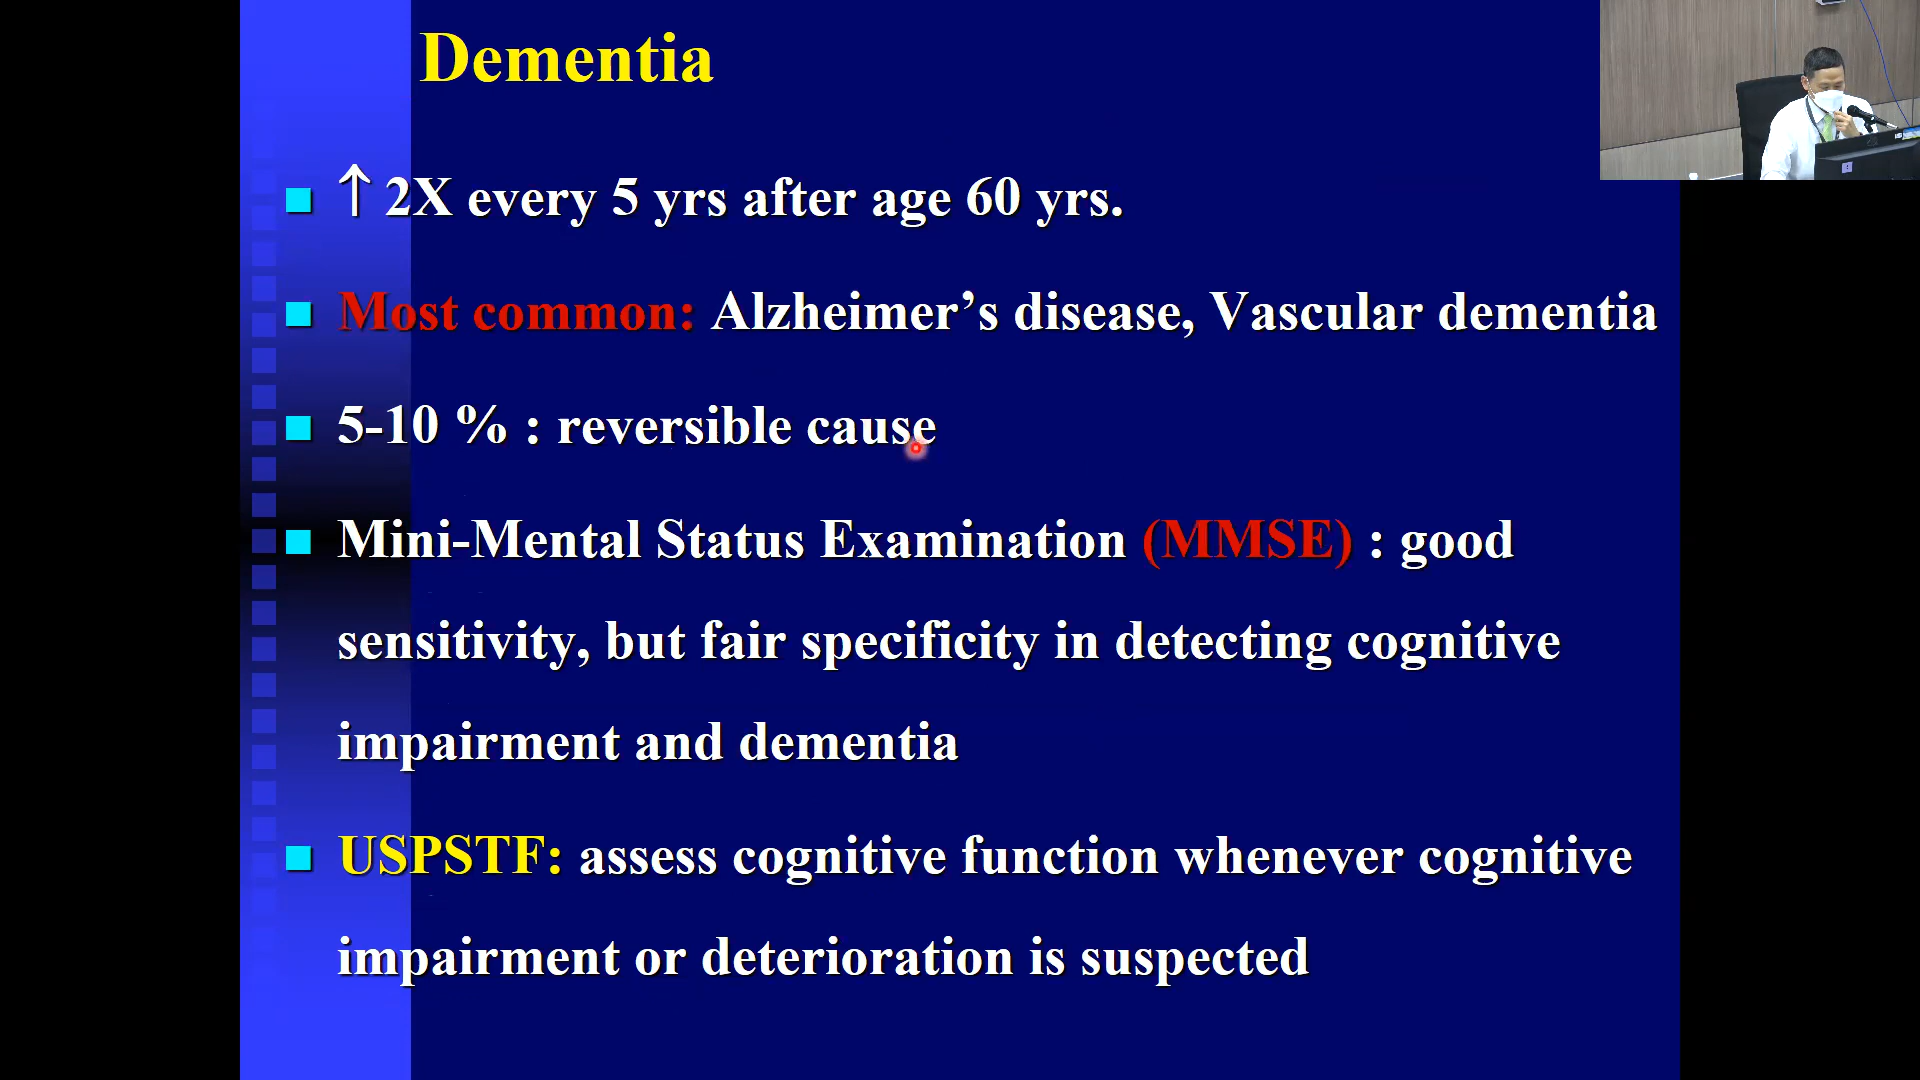 Dementia
↑ 2X every 5 yrs after age 60 yrs.
Most common: Alzheimer’s disease, Vascular dementia
5-10 % : reversible cause
Mini-Mental Status Examination (MMSE) : good
sensitivity, but fair specificity in detecting cognitive
impairment and dementia
USPSTF: assess cognitive function whenever cognitive
impairment or deterioration is suspected